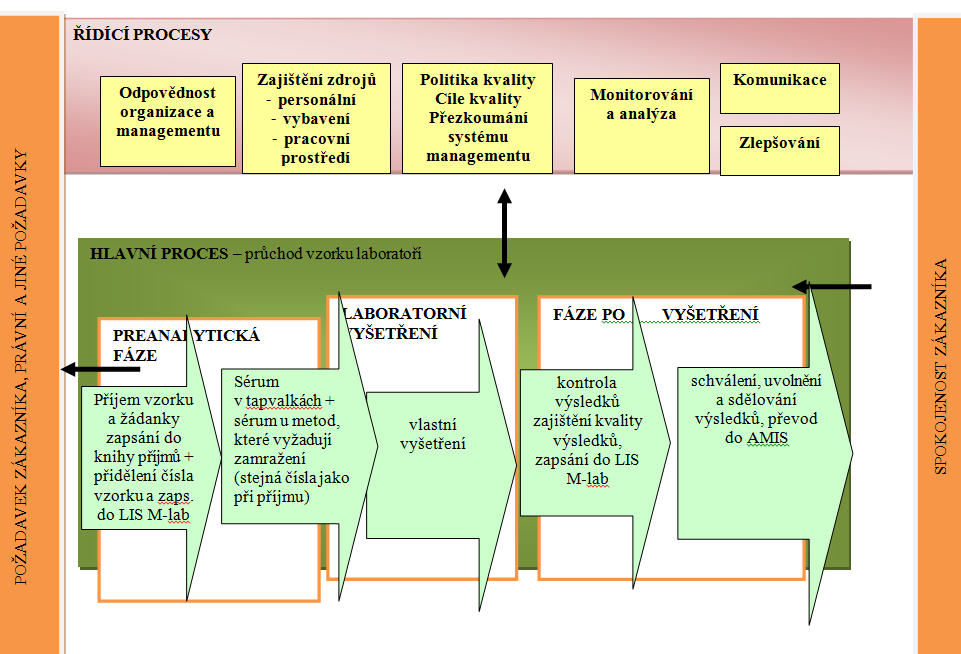 POŽADAVEK ZÁKAZNÍKA, PRÁVNÍ A JINÉ POŽADAVKY
ŘÍDÍCÍ PROCESY
Odpovědnost
organizace a
managementu
Zajištění zdrojů
- personální
- vybavení
- pracovní
prostředí
Politika kvality
Cíle kvality
Přezkoumání
systému
managementu
Monitorování
a analýza
Komunikace
Zlepšování
HLAVNÍ PROCES – průchod vzorku laboratoří
PREANALYTICKÁ
FÁZE
Příjem vzorku
a žádanky
zapsání do
knihy příjmů +
přidělení čísla
vzorku a zaps.
do LIS M-lab
Sérum
v tapvalkách +
sérum u metod,
které vyžadují
zamražení
(stejná čísla jako
při příjmu)
LABORATORNÍ
VYŠETŘENÍ
vlastní
vyšetření
FÁZE PO VYŠETŘENÍ
kontrola
výsledků
zajištění kvality
výsledků,
zapsání do LIS
M-lab
schválení, uvolnění
a sdělování
výsledků, převod
do AMIS
SPOKOJENOST ZÁKAZNÍKA